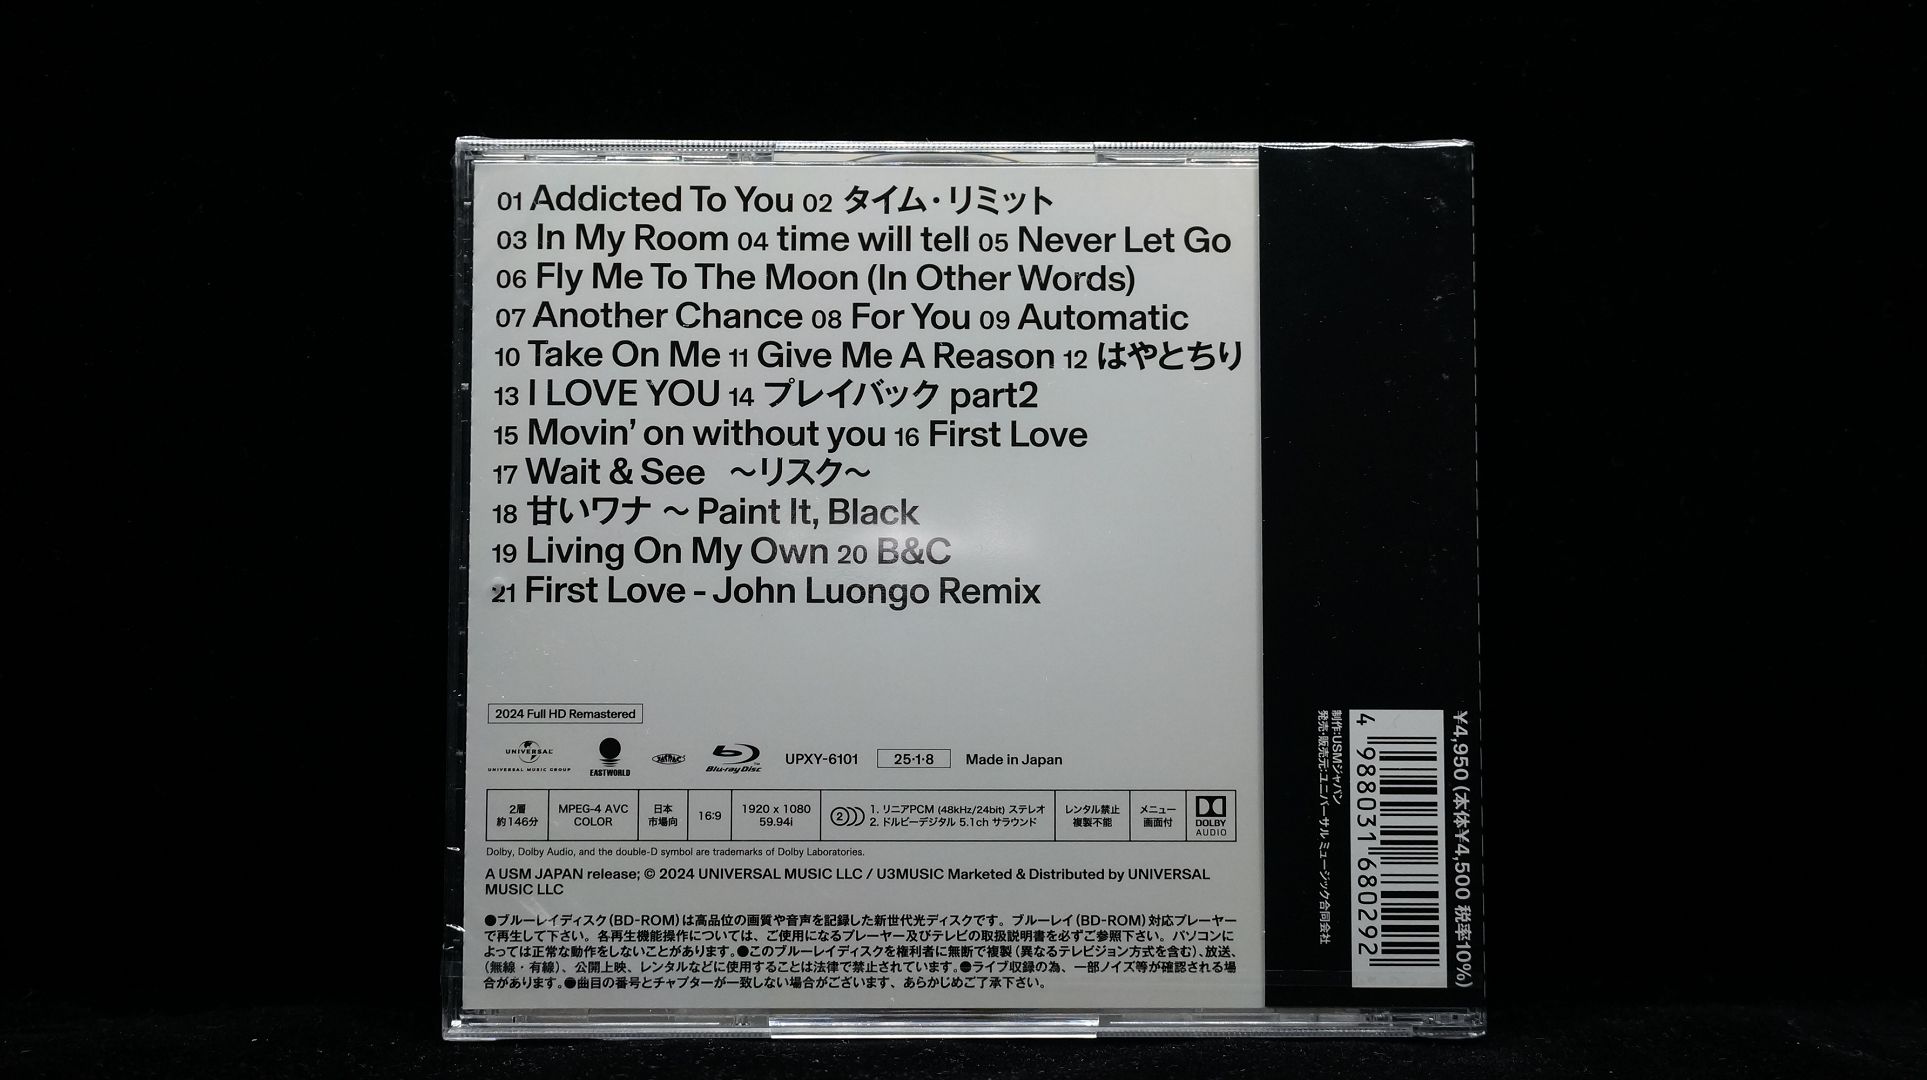 01 Addicted To You 02 タイム・リミット
03 In My Room 04 time will tell 05 Never Let Go
06 Fly Me To The Moon (In Other Words)
07 Another Chance 08 For You 09 Automatic
10 Take On Me 11 Give Me A Reason 12 はやとちり
13 I LOVE YOU 14 プレイバック part2
15 Movin' on without you 16 First Love
17 Wait & See ～リスク～
18 甘いワナ ～ Paint It, Black
19 Living On My Own 20 B&C
21 First Love - John Luongo Remix
2024 Full HD Remastered
UNIVERSAL
UNIVERSAL MUSIC GROUP
EASTWORLD
Blu-ray Disc
UPXY-6101
25・1・8
Made in Japan
2層
約146分
MPEG-4 AVC
COLOR
日本
市場向
16:9
1920 x 1080
59.94i
2
1. リニアPCM (48kHz/24bit) ステレオ
2. ドルビーデジタル 5.1ch サラウンド
レンタル禁止
複製不能
メニュー
画面付
DOLBY
AUDIO
Dolby, Dolby Audio, and the double-D symbol are trademarks of Dolby Laboratories.
A USM JAPAN release; © 2024 UNIVERSAL MUSIC LLC / U3MUSIC Marketed & Distributed by UNIVERSAL
MUSIC LLC
●ブルーレイディスク(BD-ROM)は高品位の画質や音声を記録した新世代光ディスクです。ブルーレイ(BD-ROM)対応プレーヤー
で再生して下さい。各再生機能操作については、ご使用になるプレーヤー及びテレビの取扱説明書を必ずご参照下さい。パソコンに
よっては正常な動作をしないことがあります。●このブルーレイディスクを権利者に無断で複製(異なるテレビジョン方式を含む)、放送、
(無線・有線)、公開上映、レンタルなどに使用することは法律で禁止されています。●ライブ収録の為、一部ノイズ等が確認される場
合があります。●曲目の番号とチャプターが一致しない場合がございます、あらかじめご了承下さい。
¥4,950 (本体¥4,500 税率10%)
4 988031 680292
制作:USMジャパン
発売・販売元:ユニバーサル ミュージック合同会社